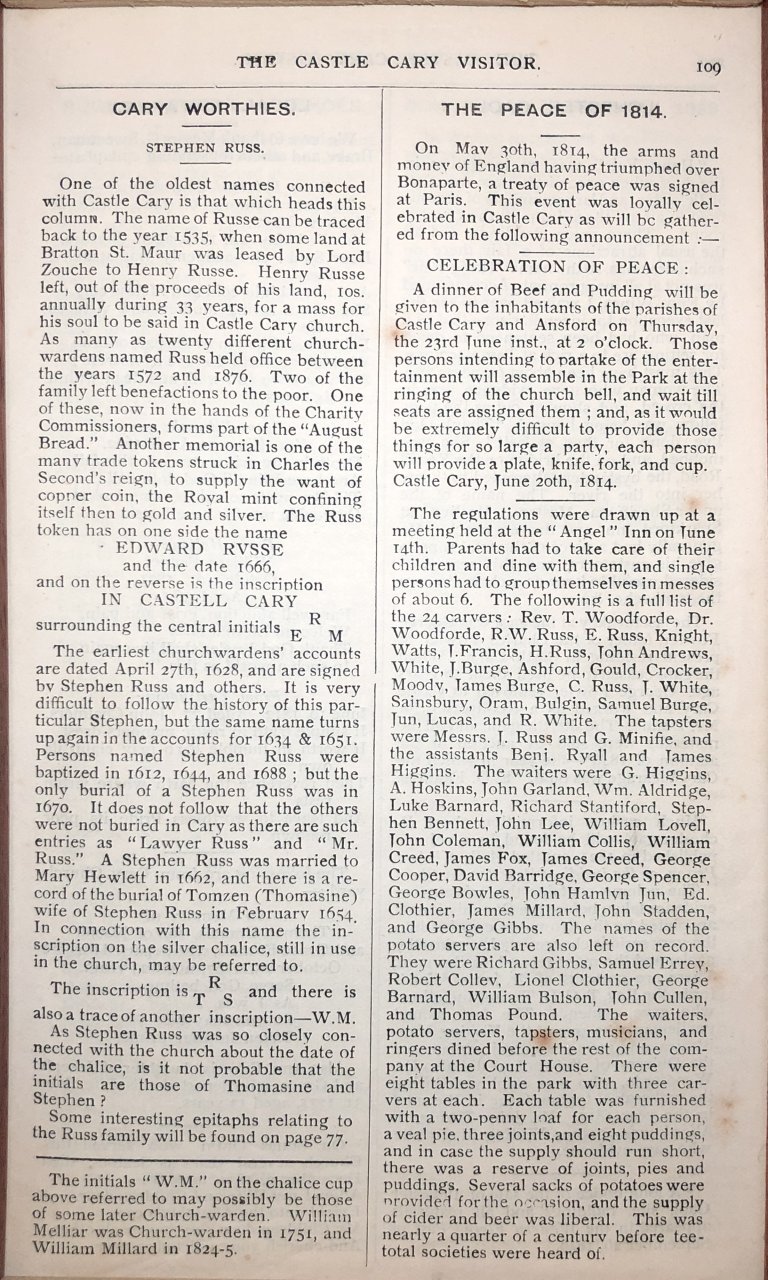 THE CASTLE CARY VISITOR. 109
CARY WORTHIES.
STEPHEN RUSS.
One of the oldest names connected
with Castle Cary is that which heads this
column. The name of Russe can be traced
back to the year 1535, when some land at
Bratton St. Maur was leased by Lord
Zouche to Henry Russe. Henry Russe
left, out of the proceeds of his land, 10s.
annually during 33 years, for a mass for
his soul to be said in Castle Cary church.
As many as twenty different church-
wardens named Russ held office between
the years 1572 and 1876. Two of the
family left benefactions to the poor. One
of these, now in the hands of the Charity
Commissioners, forms part of the "August
Bread." Another memorial is one of the
many trade tokens struck in Charles the
Second's reign, to supply the want of
copper coin, the Royal mint confining
itself then to gold and silver. The Russ
token has on one side the name
EDWARD RVSSE
and the date 1666,
and on the reverse is the inscription
IN CASTELL CARY
surrounding the central initials E R M
The earliest churchwardens' accounts
are dated April 27th, 1628, and are signed
by Stephen Russ and others. It is very
difficult to follow the history of this par-
ticular Stephen, but the same name turns
up again in the accounts for 1634 & 1651.
Persons named Stephen Russ were
baptized in 1612, 1644, and 1688 ; but the
only burial of a Stephen Russ was in
1670. It does not follow that the others
were not buried in Cary as there are such
entries as "Lawyer Russ" and "Mr.
Russ." A Stephen Russ was married to
Mary Hewlett in 1662, and there is a re-
cord of the burial of Tomzen (Thomasine)
wife of Stephen Russ in February 1654.
In connection with this name the in-
scription on the silver chalice, still in use
in the church, may be referred to.
The inscription is T R S and there is
also a trace of another inscription—W.M.
As Stephen Russ was so closely con-
nected with the church about the date of
the chalice, is it not probable that the
initials are those of Thomasine and
Stephen ?
Some interesting epitaphs relating to
the Russ family will be found on page 77.
The initials "W.M." on the chalice cup
above referred to may possibly be those
of some later Church-warden. William
Melliar was Church-warden in 1751, and
William Millard in 1824-5.
THE PEACE OF 1814.
On May 30th, 1814, the arms and
money of England having triumphed over
Bonaparte, a treaty of peace was signed
at Paris. This event was loyally cel-
ebrated in Castle Cary as will be gather-
ed from the following announcement :—
CELEBRATION OF PEACE :
A dinner of Beef and Pudding will be
given to the inhabitants of the parishes of
Castle Cary and Ansford on Thursday,
the 23rd June inst., at 2 o'clock. Those
persons intending to partake of the enter-
tainment will assemble in the Park at the
ringing of the church bell, and wait till
seats are assigned them ; and, as it would
be extremely difficult to provide those
things for so large a party, each person
will provide a plate, knife, fork, and cup.
Castle Cary, June 20th, 1814.
The regulations were drawn up at a
meeting held at the "Angel" Inn on June
14th. Parents had to take care of their
children and dine with them, and single
persons had to group themselves in messes
of about 6. The following is a full list of
the 24 carvers : Rev. T. Woodforde, Dr.
Woodforde, R.W. Russ, E. Russ, Knight,
Watts, J.Francis, H.Russ, John Andrews,
White, J.Burge, Ashford, Gould, Crocker,
Moody, James Burge, C. Russ, J. White,
Sainsbury, Oram, Bulgin, Samuel Burge,
Jun, Lucas, and R. White. The tapsters
were Messrs. J. Russ and G. Minifie, and
the assistants Benj. Ryall and James
Higgins. The waiters were G. Higgins,
A. Hoskins, John Garland, Wm. Aldridge,
Luke Barnard, Richard Stantiford, Step-
hen Bennett, John Lee, William Lovell,
John Coleman, William Collis, William
Creed, James Fox, James Creed, George
Cooper, David Barridge, George Spencer,
George Bowles, John Hamlyn Jun, Ed.
Clothier, James Millard, John Stadden,
and George Gibbs. The names of the
potato servers are also left on record.
They were Richard Gibbs, Samuel Errey,
Robert Colley, Lionel Clothier, George
Barnard, William Bulson, John Cullen,
and Thomas Pound. The waiters,
potato servers, tapsters, musicians, and
ringers dined before the rest of the com-
pany at the Court House. There were
eight tables in the park with three car-
vers at each. Each table was furnished
with a two-penny loaf for each person,
a veal pie, three joints,and eight puddings,
and in case the supply should run short,
there was a reserve of joints, pies and
puddings. Several sacks of potatoes were
provided for the occasion, and the supply
of cider and beer was liberal. This was
nearly a quarter of a century before tee-
total societies were heard of.